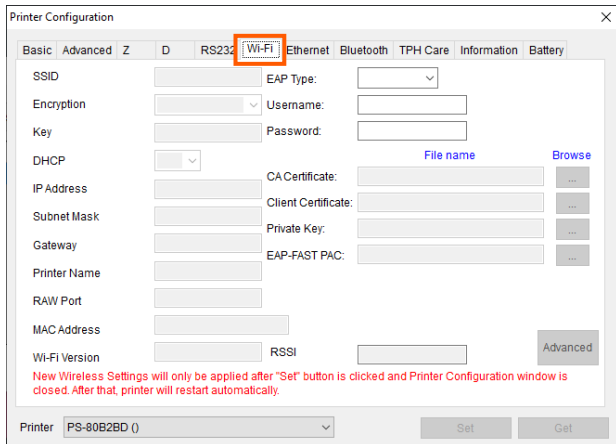 Printer Configuration
Basic Advanced Z D RS232 Wi-Fi Ethernet Bluetooth TPH Care Information Battery
SSID
EAP Type:
Encryption
Username:
Key
Password:
DHCP
File name
Browse
CA Certificate:
...
IP Address
Client Certificate:
...
Subnet Mask
Private Key:
...
Gateway
EAP-FAST PAC:
...
Printer Name
RAW Port
MAC Address
Wi-Fi Version
RSSI
Advanced
New Wireless Settings will only be applied after "Set" button is clicked and Printer Configuration window is
closed. After that, printer will restart automatically.
Printer
PS-80B2BD ()
Set
Get